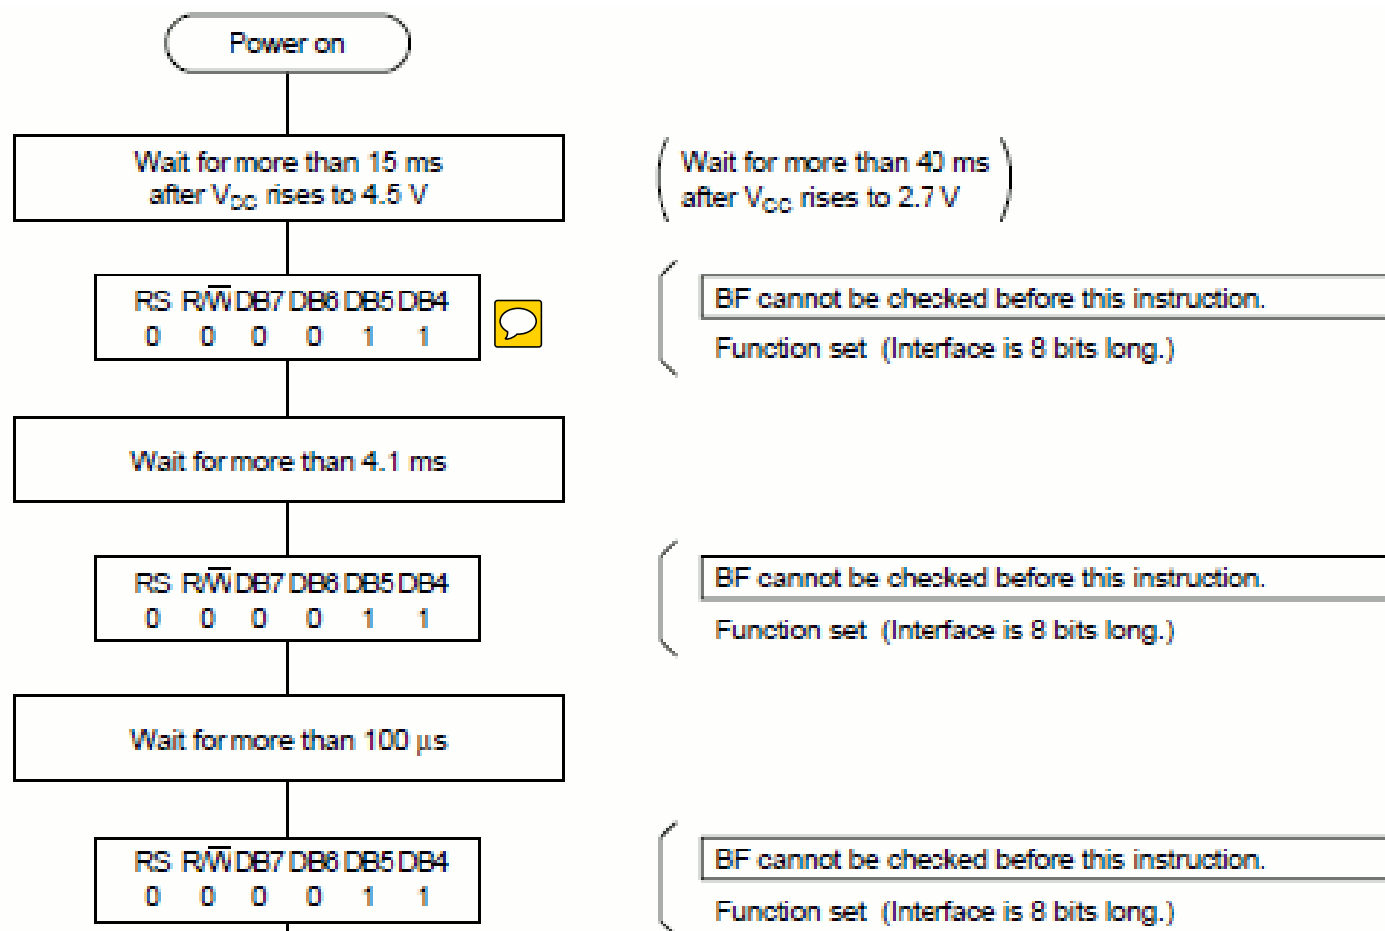 Power on
Wait for more than 15 ms
after VCC rises to 4.5 V
Wait for more than 40 ms
after VCC rises to 2.7 V
RS R/W̅ DB7 DB6 DB5 DB4
0 0 0 0 1 1
BF cannot be checked before this instruction.
Function set (Interface is 8 bits long.)
Wait for more than 4.1 ms
RS R/W̅ DB7 DB6 DB5 DB4
0 0 0 0 1 1
BF cannot be checked before this instruction.
Function set (Interface is 8 bits long.)
Wait for more than 100 μs
RS R/W̅ DB7 DB6 DB5 DB4
0 0 0 0 1 1
BF cannot be checked before this instruction.
Function set (Interface is 8 bits long.)